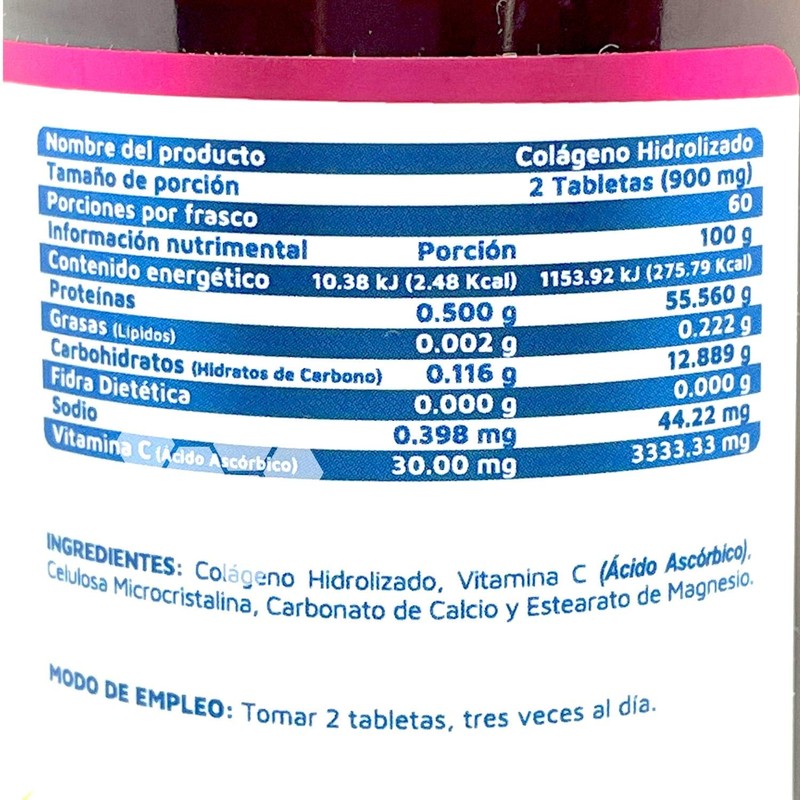 Nombre del producto Colágeno Hidrolizado
Tamaño de porción 2 Tabletas (900 mg)
Porciones por frasco 60
Información nutrimental Porción 100 g
Contenido energético 10.38 kJ (2.48 Kcal) 1153.92 kJ (275.79 Kcal)
Proteínas 0.500 g 55.560 g
Grasas (Lípidos) 0.002 g 0.222 g
Carbohidratos (Hidratos de Carbono) 0.116 g 12.889 g
Fidra Dietética 0.000 g 0.000 g
Sodio 0.398 mg 44.22 mg
Vitamina C (Ácido Ascórbico) 30.00 mg 3333.33 mg
INGREDIENTES: Colágeno Hidrolizado, Vitamina C (Ácido Ascórbico),
Celulosa Microcristalina, Carbonato de Calcio y Estearato de Magnesio.
MODO DE EMPLEO: Tomar 2 tabletas, tres veces al día.